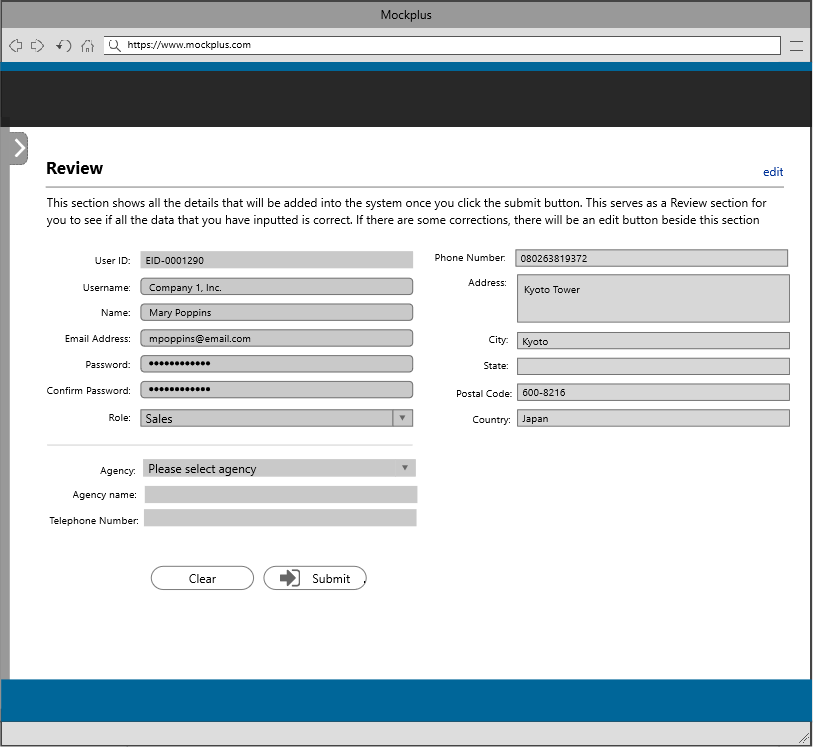 Mockplus
https://www.mockplus.com
Review
edit
This section shows all the details that will be added into the system once you click the submit button. This serves as a Review section for
you to see if all the data that you have inputted is correct. If there are some corrections, there will be an edit button beside this section
User ID: EID-0001290
Username: Company 1, Inc.
Name: Mary Poppins
Email Address: mpoppins@email.com
Password: ••••••••••••
Confirm Password: ••••••••••••
Role: Sales
Agency: Please select agency
Agency name:
Telephone Number:
Phone Number: 080263819372
Address: Kyoto Tower
City: Kyoto
State:
Postal Code: 600-8216
Country: Japan
Clear
Submit